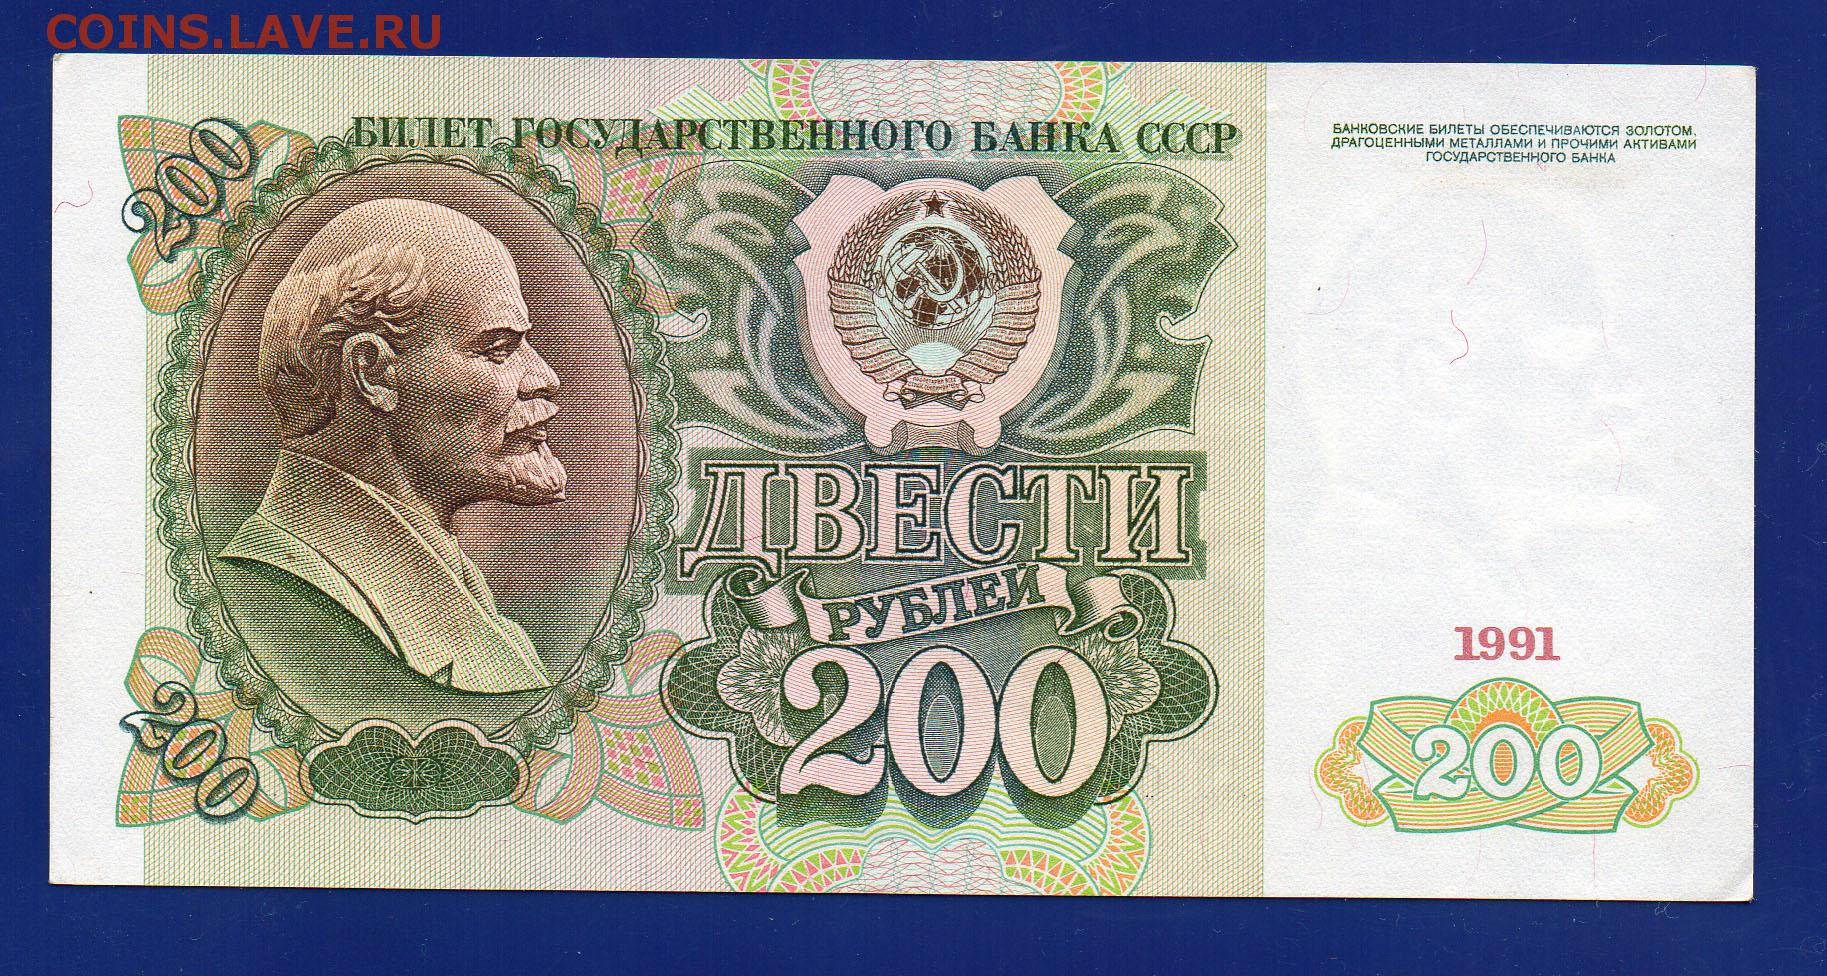 COINS.LAVE.RU
БИЛЕТ ГОСУДАРСТВЕННОГО БАНКА СССР
БАНКОВСКИЕ БИЛЕТЫ ОБЕСПЕЧИВАЮТСЯ ЗОЛОТОМ,
ДРАГОЦЕННЫМИ МЕТАЛЛАМИ И ПРОЧИМИ АКТИВАМИ
ГОСУДАРСТВЕННОГО БАНКА
200
ДВЕСТИ
РУБЛЕЙ
200
1991
200
200